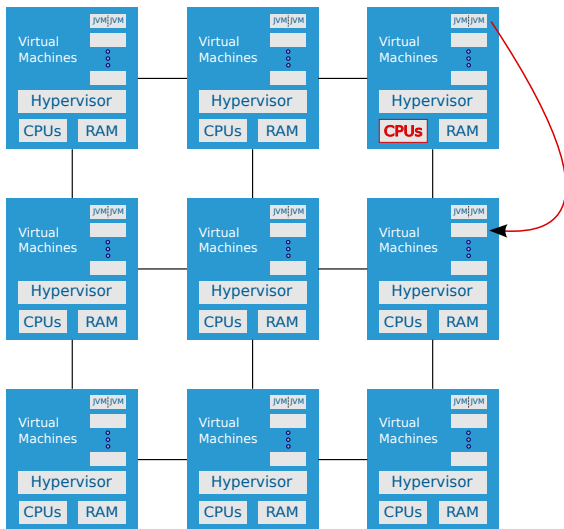 JVM JVM JVM JVM JVM JVM
Virtual Machines Virtual Machines Virtual Machines
Hypervisor Hypervisor Hypervisor
CPUs RAM CPUs RAM CPUs RAM
JVM JVM JVM JVM JVM JVM
Virtual Machines Virtual Machines Virtual Machines
Hypervisor Hypervisor Hypervisor
CPUs RAM CPUs RAM CPUs RAM
JVM JVM JVM JVM JVM JVM
Virtual Machines Virtual Machines Virtual Machines
Hypervisor Hypervisor Hypervisor
CPUs RAM CPUs RAM CPUs RAM